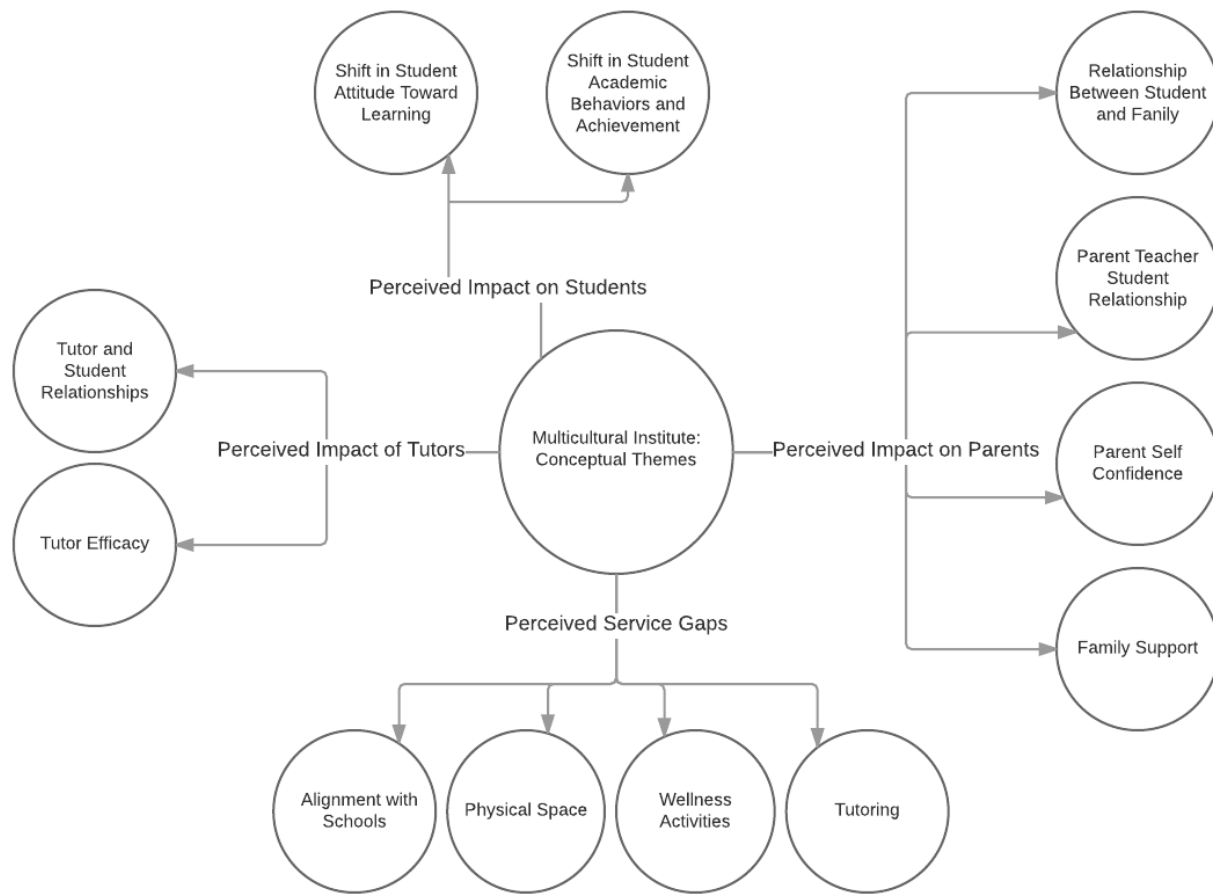 Shift in Student
Attitude Toward
Learning
Shift in Student
Academic
Behaviors and
Achievement
Relationship
Between Student
and Fanily
Perceived Impact on Students
Parent Teacher
Student
Relationship
Tutor and
Student
Relationships
Perceived Impact of Tutors
Multicultural Institute:
Conceptual Themes
Perceived Impact on Parents
Parent Self
Confidence
Tutor Efficacy
Perceived Service Gaps
Family Support
Alignment with
Schools
Physical Space
Wellness
Activities
Tutoring